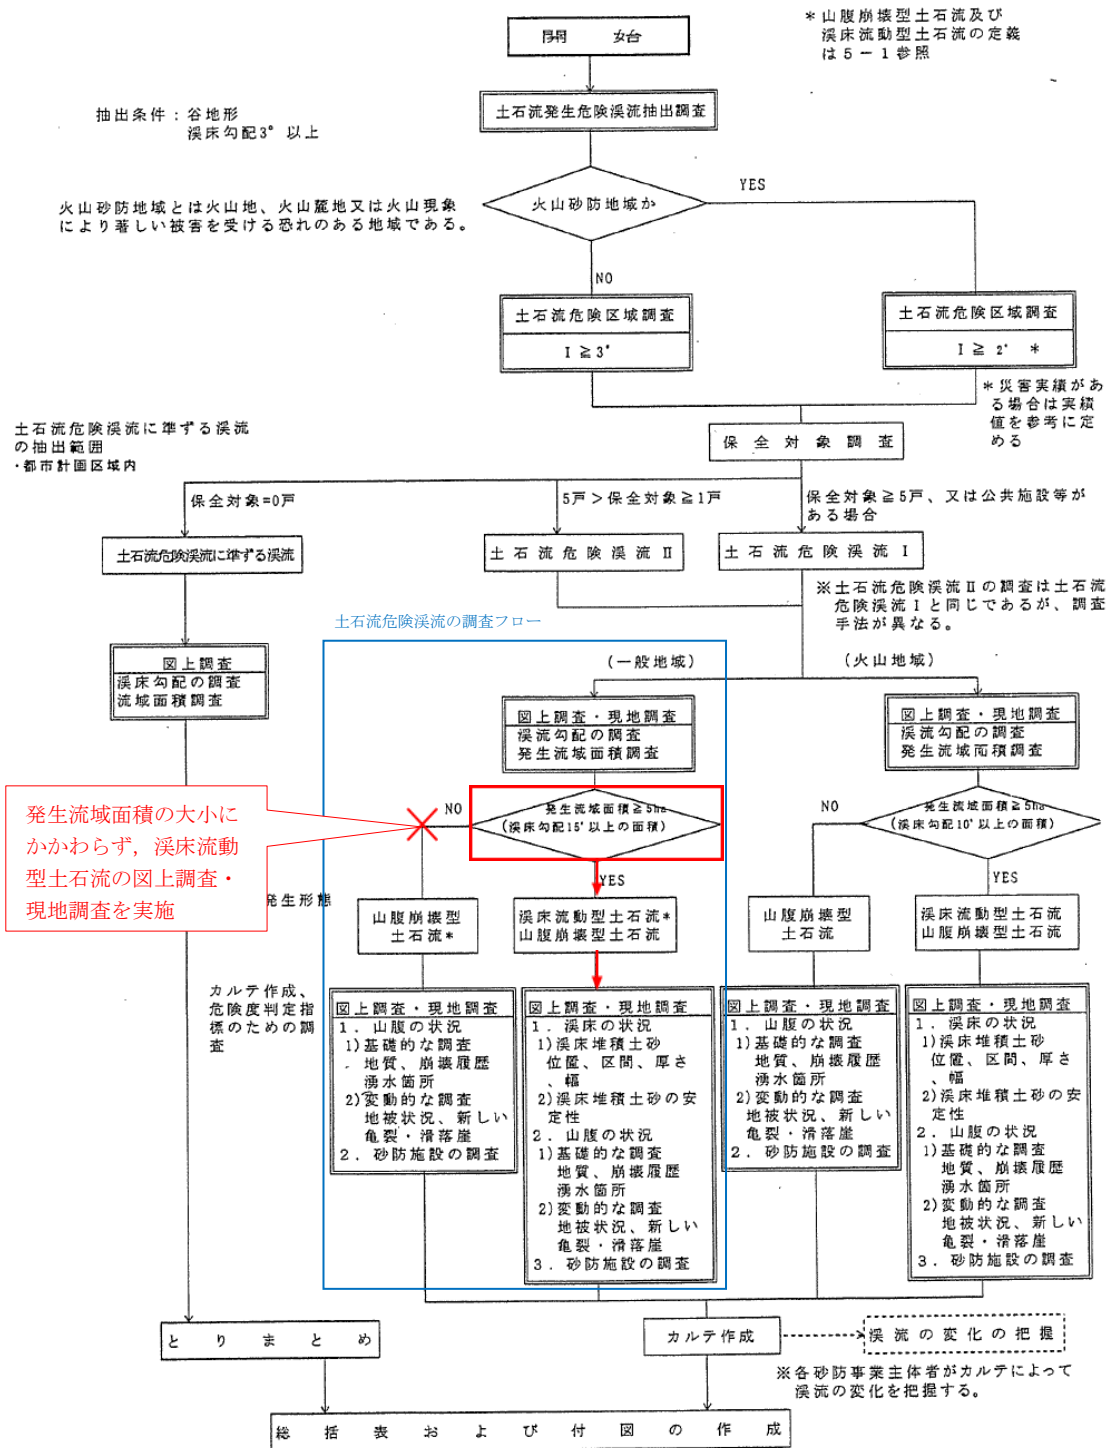 開　始
＊山腹崩壊型土石流及び
渓床流動型土石流の定義
は５－１参照
土石流発生危険渓流抽出調査
抽出条件：谷地形
渓床勾配3°以上
火山砂防地域か
YES
火山砂防地域とは火山地、火山麓地又は火山現象
により著しい被害を受ける恐れのある地域である。
NO
土石流危険区域調査
I ≧ 3°
土石流危険区域調査
I ≧ 2°　＊
＊災害実績があ
る場合は実績
値を参考に定
める
保全対象調査
土石流危険渓流に準ずる渓流
の抽出範囲
・都市計画区域内
保全対象=0戸
5戸＞保全対象≧1戸
保全対象≧5戸、又は公共施設等が
ある場合
土石流危険渓流に準ずる渓流
土石流危険渓流Ⅱ
土石流危険渓流Ⅰ
※土石流危険渓流Ⅱの調査は土石流
危険渓流Ⅰと同じであるが、調査
手法が異なる。
土石流危険渓流の調査フロー
（一般地域）
（火山地域）
図上調査
渓床勾配の調査
流域面積調査
図上調査・現地調査
渓流勾配の調査
発生流域面積調査
図上調査・現地調査
渓流勾配の調査
発生流域面積調査
発生流域面積の大小に
かかわらず，渓床流動
型土石流の図上調査・
現地調査を実施
NO
発生流域面積≧5ha
(渓床勾配15°以上の面積)
YES
NO
発生流域面積≧5ha
(渓床勾配10°以上の面積)
YES
発生形態
山腹崩壊型
土石流＊
渓床流動型土石流＊
山腹崩壊型土石流
山腹崩壊型
土石流
渓床流動型土石流
山腹崩壊型土石流
カルテ作成、
危険度判定指
標のための調
査
図上調査・現地調査
１．山腹の状況
1)基礎的な調査
地質、崩壊履歴
湧水箇所
2)変動的な調査
地被状況、新しい
亀裂・滑落崖
２．砂防施設の調査
図上調査・現地調査
１．渓床の状況
1)渓床堆積土砂
位置、区間、厚さ
、幅
2)渓床堆積土砂の安
定性
２．山腹の状況
1)基礎的な調査
地質、崩壊履歴
湧水箇所
2)変動的な調査
地被状況、新しい
亀裂・滑落崖
３．砂防施設の調査
図上調査・現地調査
１．山腹の状況
1)基礎的な調査
地質、崩壊履歴
湧水箇所
2)変動的な調査
地被状況、新しい
亀裂・滑落崖
２．砂防施設の調査
図上調査・現地調査
１．渓床の状況
1)渓床堆積土砂
位置、区間、厚さ
、幅
2)渓床堆積土砂の安
定性
２．山腹の状況
1)基礎的な調査
地質、崩壊履歴
湧水箇所
2)変動的な調査
地被状況、新しい
亀裂・滑落崖
３．砂防施設の調査
とりまとめ
カルテ作成
渓流の変化の把握
※各砂防事業主体者がカルテによって
渓流の変化を把握する。
総括表および付図の作成